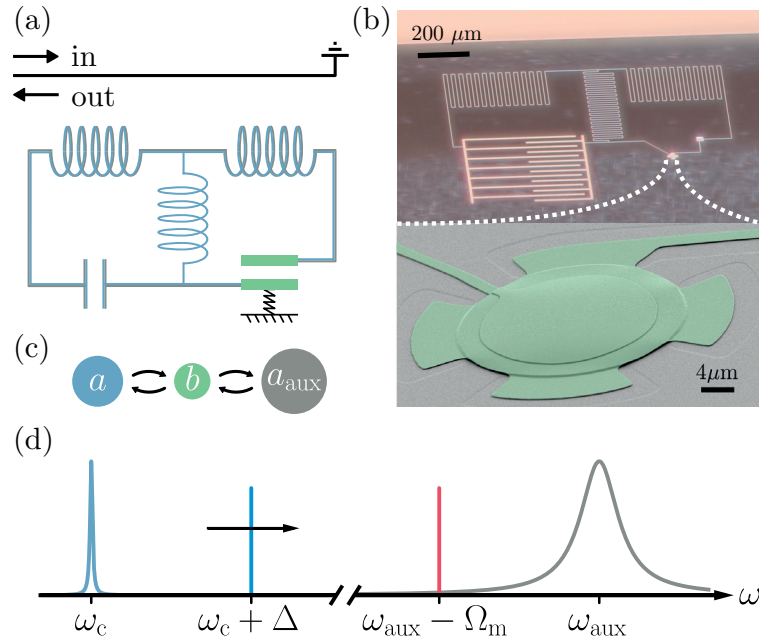 (a)
in
out
(b)
200 μm
4μm
(c)
a
b
a_aux
(d)
ω_c
ω_c + Δ
ω_aux − Ω_m
ω_aux
ω